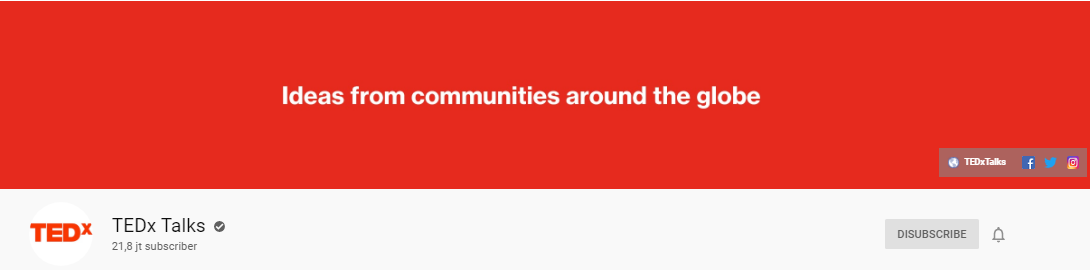 Ideas from communities around the globe
TEDxTalks
TEDx
TEDx Talks
21,8 jt subscriber
DISUBSCRIBE